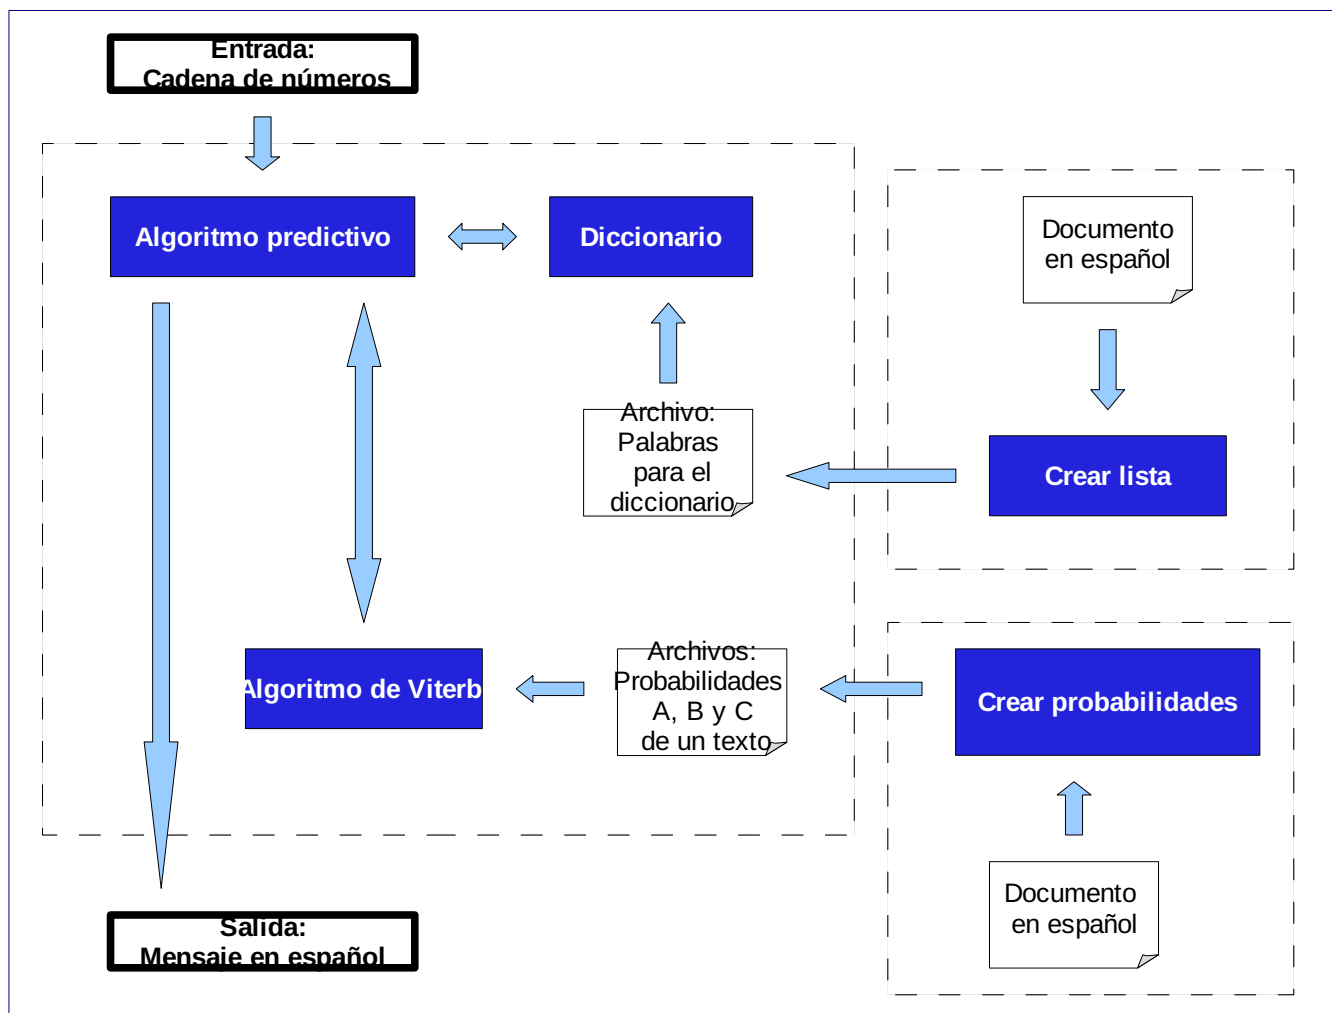 Entrada:
Cadena de números
Algoritmo predictivo
Diccionario
Documento
en español
Archivo:
Palabras
para el
diccionario
Crear lista
Algoritmo de Viterb
Archivos:
Probabilidades
A, B y C
de un texto
Crear probabilidades
Documento
en español
Salida:
Mensaje en español